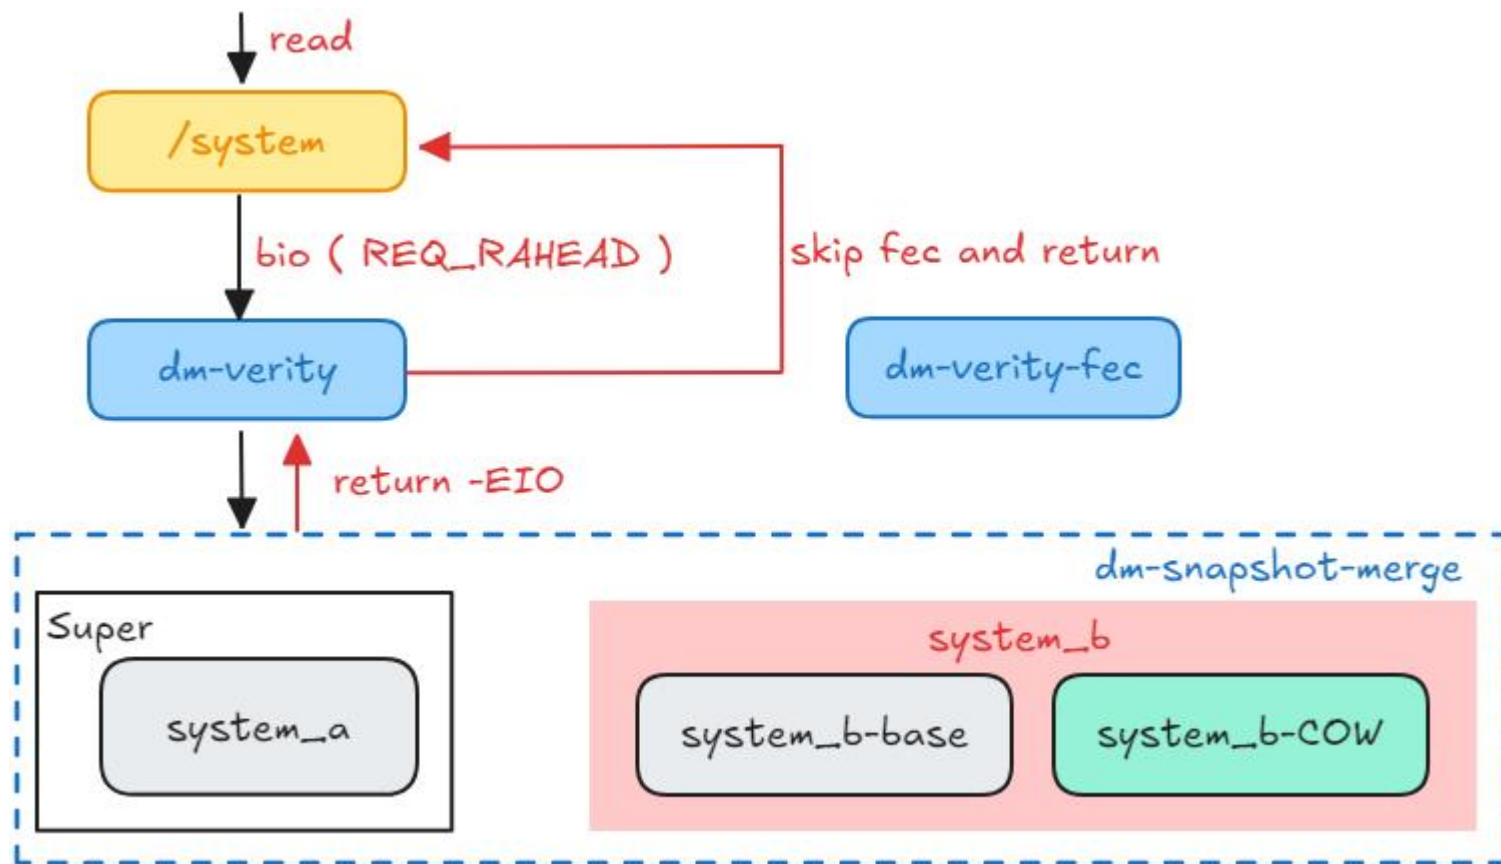 read
/system
bio ( REQ_RAHEAD )
skip fec and return
dm-verity
dm-verity-fec
return -EIO
dm-snapshot-merge
Super
system_b
system_a
system_b-base
system_b-COW